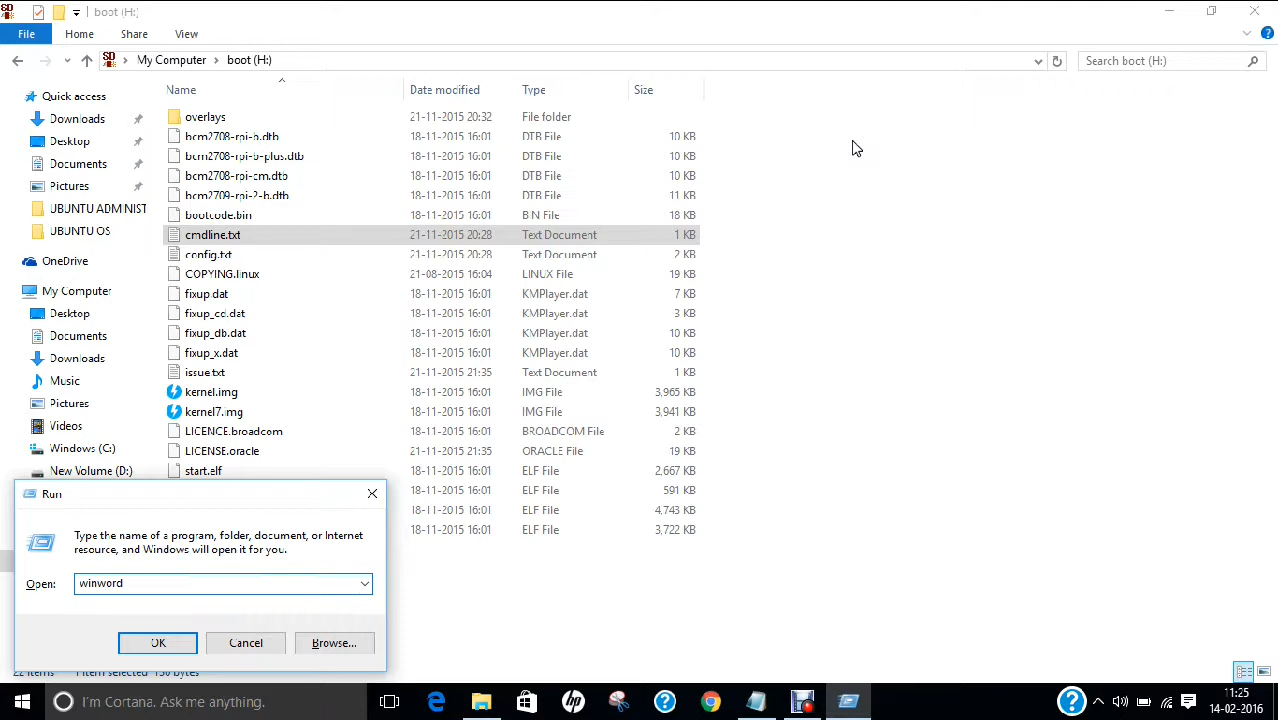 SD boot (H:)
File Home Share View
SD My Computer boot (H:) Search boot (H:)
Name Date modified Type Size
Quick access
Downloads
Desktop
Documents
Pictures
UBUNTU ADMINIST
UBUNTU OS
OneDrive
My Computer
Desktop
Documents
Downloads
Music
Pictures
Videos
Windows (C:)
New Volume (D:)
overlays 21-11-2015 20:32 File folder
bcm2708-rpi-b.dtb 18-11-2015 16:01 DTB File 10 KB
bcm2708-rpi-b-plus.dtb 18-11-2015 16:01 DTB File 10 KB
bcm2708-rpi-cm.dtb 18-11-2015 16:01 DTB File 10 KB
bcm2709-rpi-2-b.dtb 18-11-2015 16:01 DTB File 11 KB
bootcode.bin 18-11-2015 16:01 BIN File 18 KB
cmdline.txt 21-11-2015 20:28 Text Document 1 KB
config.txt 21-11-2015 20:28 Text Document 2 KB
COPYING.linux 21-08-2015 16:04 LINUX File 19 KB
fixup.dat 18-11-2015 16:01 KMPlayer.dat 7 KB
fixup_cd.dat 18-11-2015 16:01 KMPlayer.dat 3 KB
fixup_db.dat 18-11-2015 16:01 KMPlayer.dat 10 KB
fixup_x.dat 18-11-2015 16:01 KMPlayer.dat 10 KB
issue.txt 21-11-2015 21:35 Text Document 1 KB
kernel.img 18-11-2015 16:01 IMG File 3,965 KB
kernel7.img 18-11-2015 16:01 IMG File 3,941 KB
LICENCE.broadcom 18-11-2015 16:01 BROADCOM File 2 KB
LICENSE.oracle 21-11-2015 21:35 ORACLE File 19 KB
start.elf 18-11-2015 16:01 ELF File 2,667 KB
18-11-2015 16:01 ELF File 591 KB
18-11-2015 16:01 ELF File 4,743 KB
18-11-2015 16:01 ELF File 3,722 KB
Run
Type the name of a program, folder, document, or Internet
resource, and Windows will open it for you.
Open: winword
OK Cancel Browse...
I'm Cortana. Ask me anything.
11:25
14-02-2016